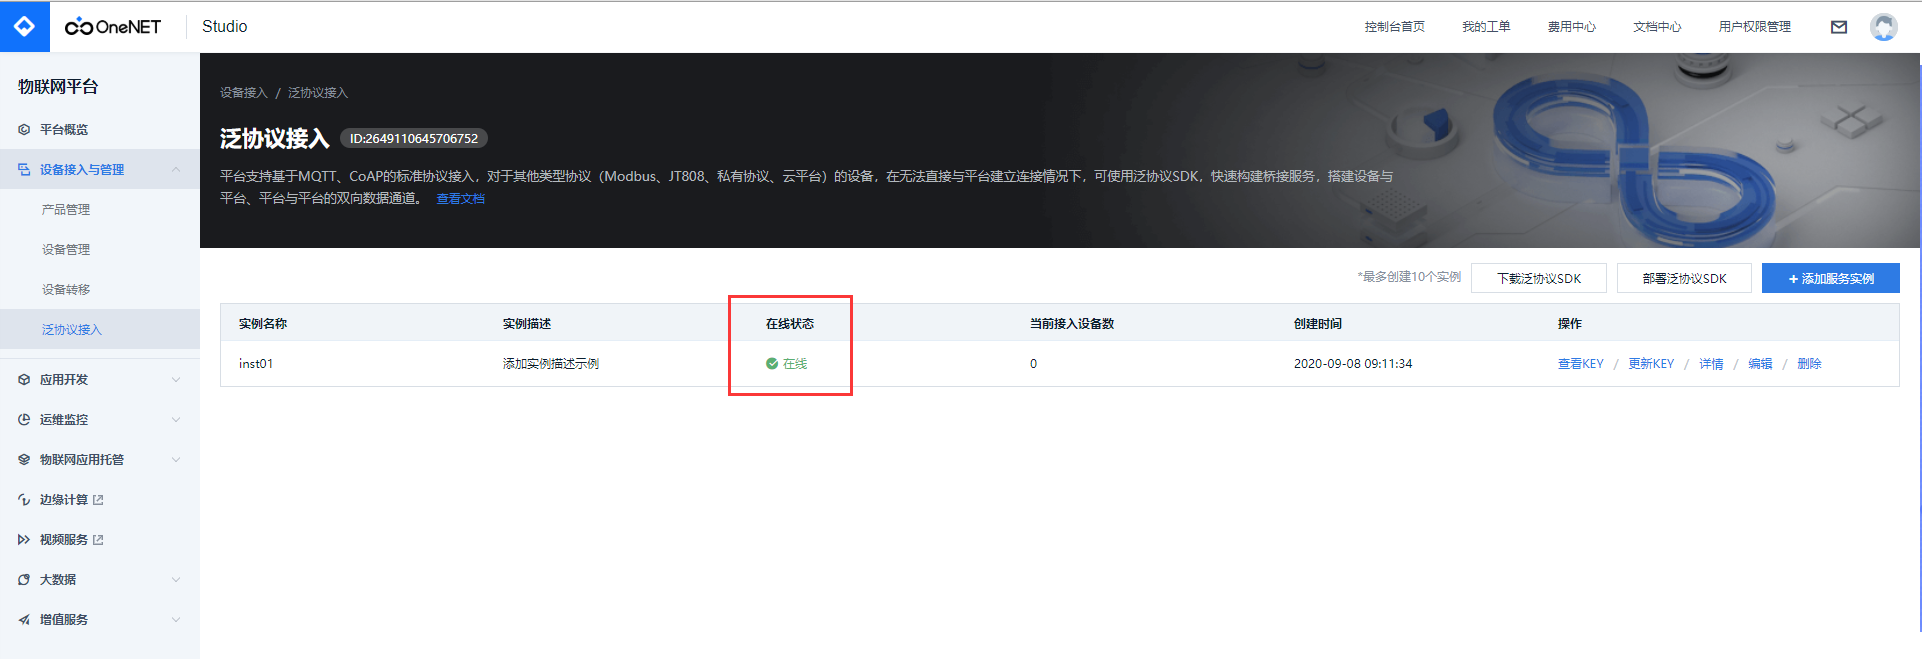 OneNET
Studio
控制台首页
我的工单
费用中心
文档中心
用户权限管理
物联网平台
平台概览
设备接入与管理
产品管理
设备管理
设备转移
泛协议接入
应用开发
运维监控
物联网应用托管
边缘计算
视频服务
大数据
增值服务
设备接入 / 泛协议接入
泛协议接入 ID:2649110645706752
平台支持基于MQTT、CoAP的标准协议接入，对于其他类型协议（Modbus、JT808、私有协议、云平台）的设备，在无法直接与平台建立连接情况下，可使用泛协议SDK，快速构建桥接服务，搭建设备与
平台、平台与平台的双向数据通道。 查看文档
*最多创建10个实例 下载泛协议SDK 部署泛协议SDK + 添加服务实例
实例名称 实例描述 在线状态 当前接入设备数 创建时间 操作
inst01 添加实例描述示例 在线 0 2020-09-08 09:11:34 查看KEY / 更新KEY / 详情 / 编辑 / 删除